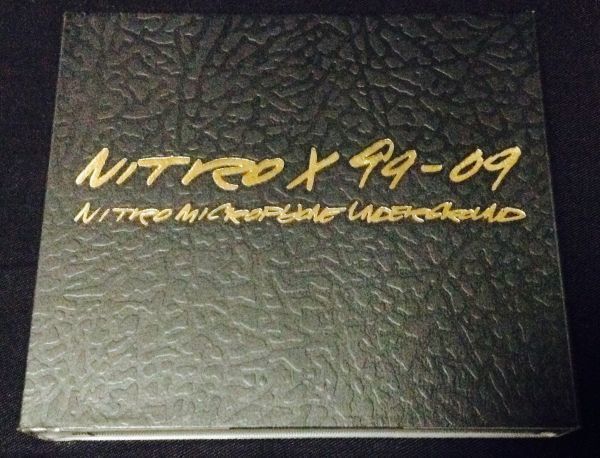 NITRO X 99-09
NITRO MICROPHONE UNDERGROUND